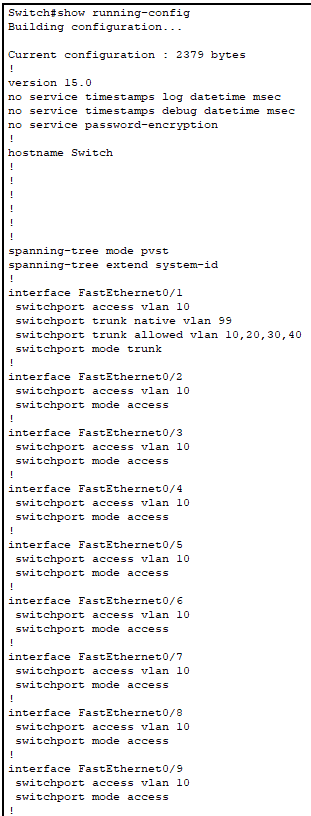 Switch#show running-config
Building configuration...
Current configuration : 2379 bytes
!
version 15.0
no service timestamps log datetime msec
no service timestamps debug datetime msec
no service password-encryption
!
hostname Switch
!
!
!
!
!
!
spanning-tree mode pvst
spanning-tree extend system-id
!
interface FastEthernet0/1
switchport access vlan 10
switchport trunk native vlan 99
switchport trunk allowed vlan 10,20,30,40
switchport mode trunk
!
interface FastEthernet0/2
switchport access vlan 10
switchport mode access
!
interface FastEthernet0/3
switchport access vlan 10
switchport mode access
!
interface FastEthernet0/4
switchport access vlan 10
switchport mode access
!
interface FastEthernet0/5
switchport access vlan 10
switchport mode access
!
interface FastEthernet0/6
switchport access vlan 10
switchport mode access
!
interface FastEthernet0/7
switchport access vlan 10
switchport mode access
!
interface FastEthernet0/8
switchport access vlan 10
switchport mode access
!
interface FastEthernet0/9
switchport access vlan 10
switchport mode access
!